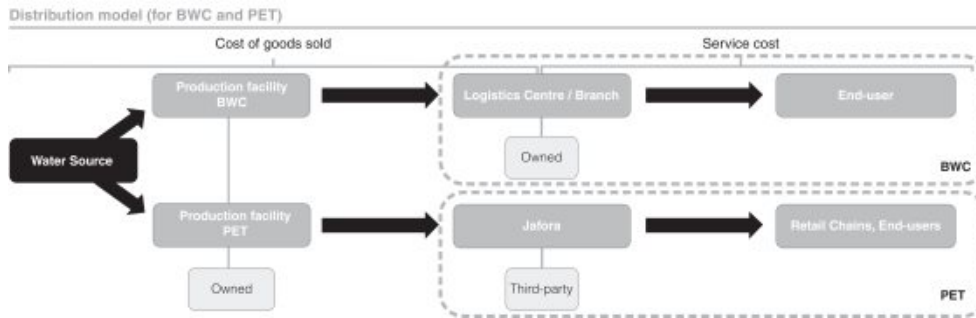 Distribution model (for BWC and PET)
Cost of goods sold
Service cost
Production facility
BWC
Logistics Centre / Branch
End-user
Water Source
Owned
BWC
Production facility
PET
Jafora
Retail Chains, End-users
Owned
Third-party
PET